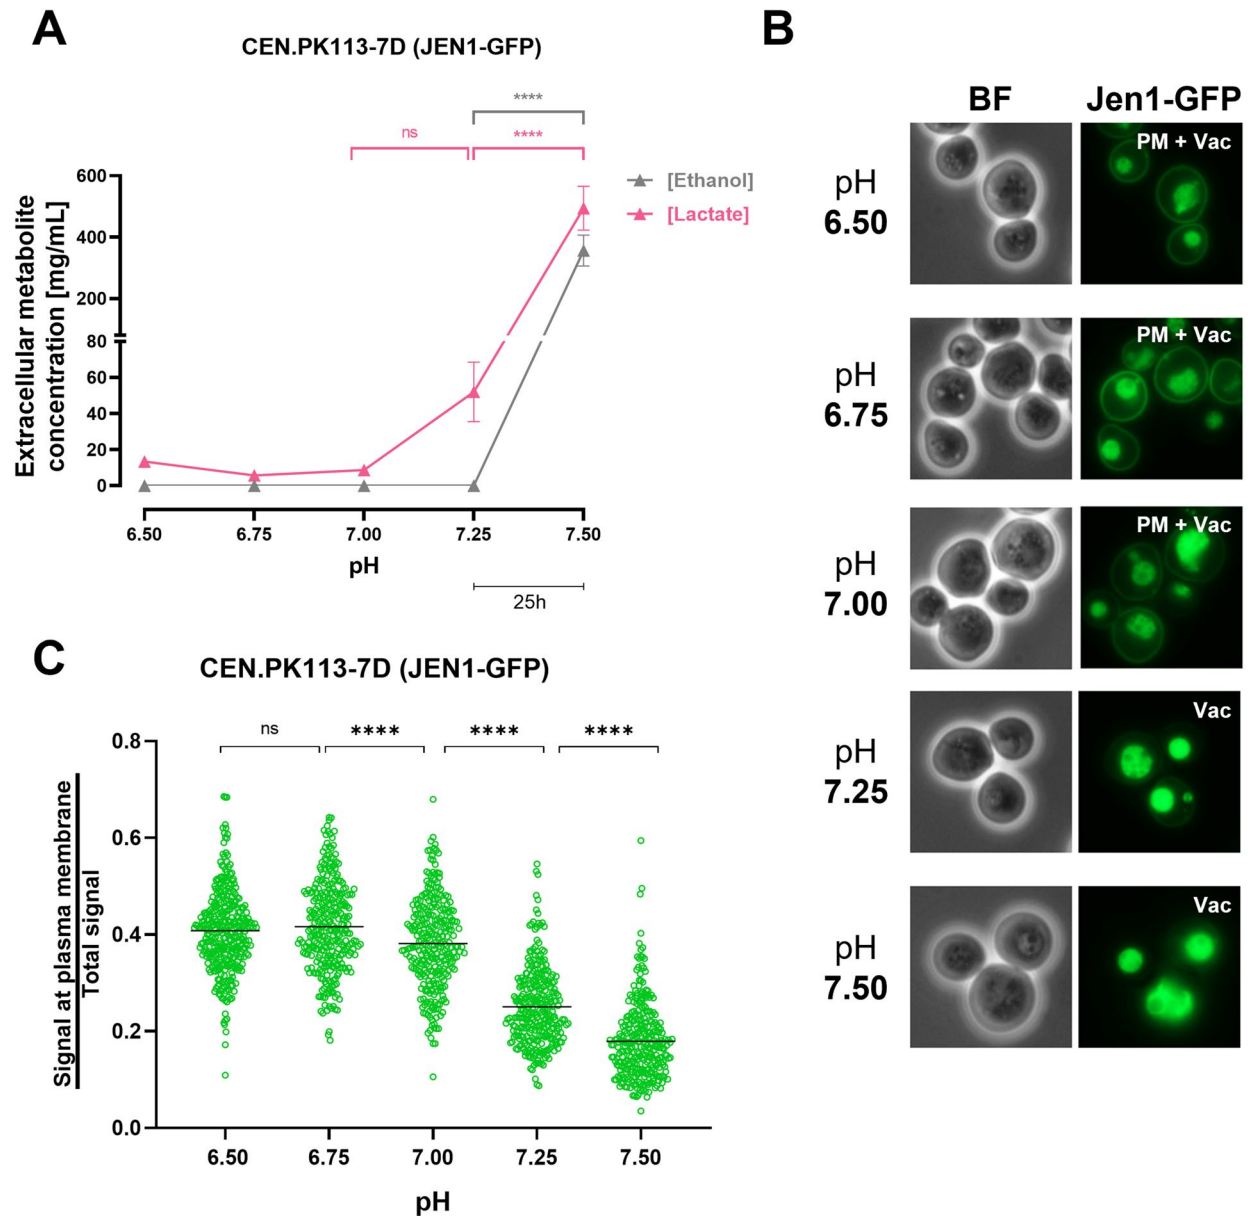 A
CEN.PK113-7D (JEN1-GFP)
****
ns
****
[Ethanol]
[Lactate]
Extracellular metabolite
concentration [mg/mL]
600
400
200
80
60
40
20
0
6.50
6.75
7.00
7.25
7.50
pH
25h
B
BF
Jen1-GFP
pH
6.50
PM + Vac
pH
6.75
PM + Vac
pH
7.00
PM + Vac
pH
7.25
Vac
pH
7.50
Vac
C
CEN.PK113-7D (JEN1-GFP)
ns
****
****
****
Signal at plasma membrane
Total signal
0.8
0.6
0.4
0.2
0.0
6.50
6.75
7.00
7.25
7.50
pH